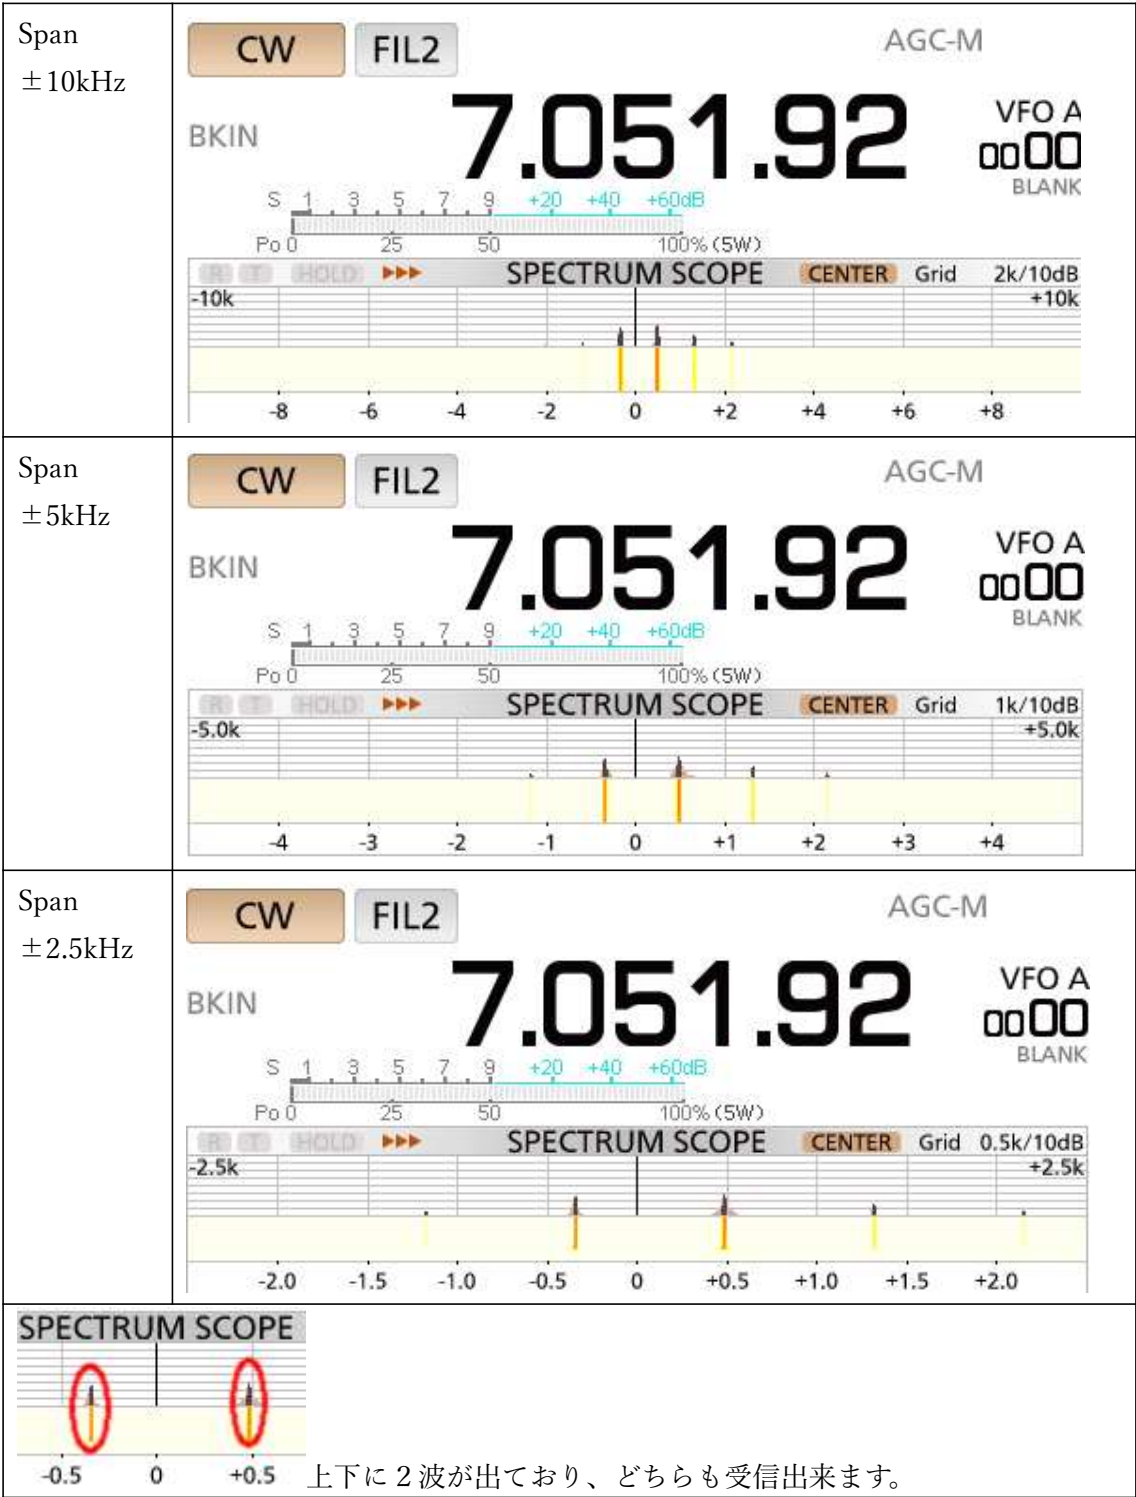 Span
±10kHz
CW FIL2 AGC-M
BKIN 7.051.92 VFO A
0000
BLANK
S 1 3 5 7 9 +20 +40 +60dB
Po 0 25 50 100% (5W)
R T HOLD SPECTRUM SCOPE CENTER Grid 2k/10dB
-10k +10k
-8 -6 -4 -2 0 +2 +4 +6 +8
Span
±5kHz
CW FIL2 AGC-M
BKIN 7.051.92 VFO A
0000
BLANK
S 1 3 5 7 9 +20 +40 +60dB
Po 0 25 50 100% (5W)
R T HOLD SPECTRUM SCOPE CENTER Grid 1k/10dB
-5.0k +5.0k
-4 -3 -2 -1 0 +1 +2 +3 +4
Span
±2.5kHz
CW FIL2 AGC-M
BKIN 7.051.92 VFO A
0000
BLANK
S 1 3 5 7 9 +20 +40 +60dB
Po 0 25 50 100% (5W)
R T HOLD SPECTRUM SCOPE CENTER Grid 0.5k/10dB
-2.5k +2.5k
-2.0 -1.5 -1.0 -0.5 0 +0.5 +1.0 +1.5 +2.0
SPECTRUM SCOPE
-0.5 0 +0.5
上下に２波が出ており、どちらも受信出来ます。